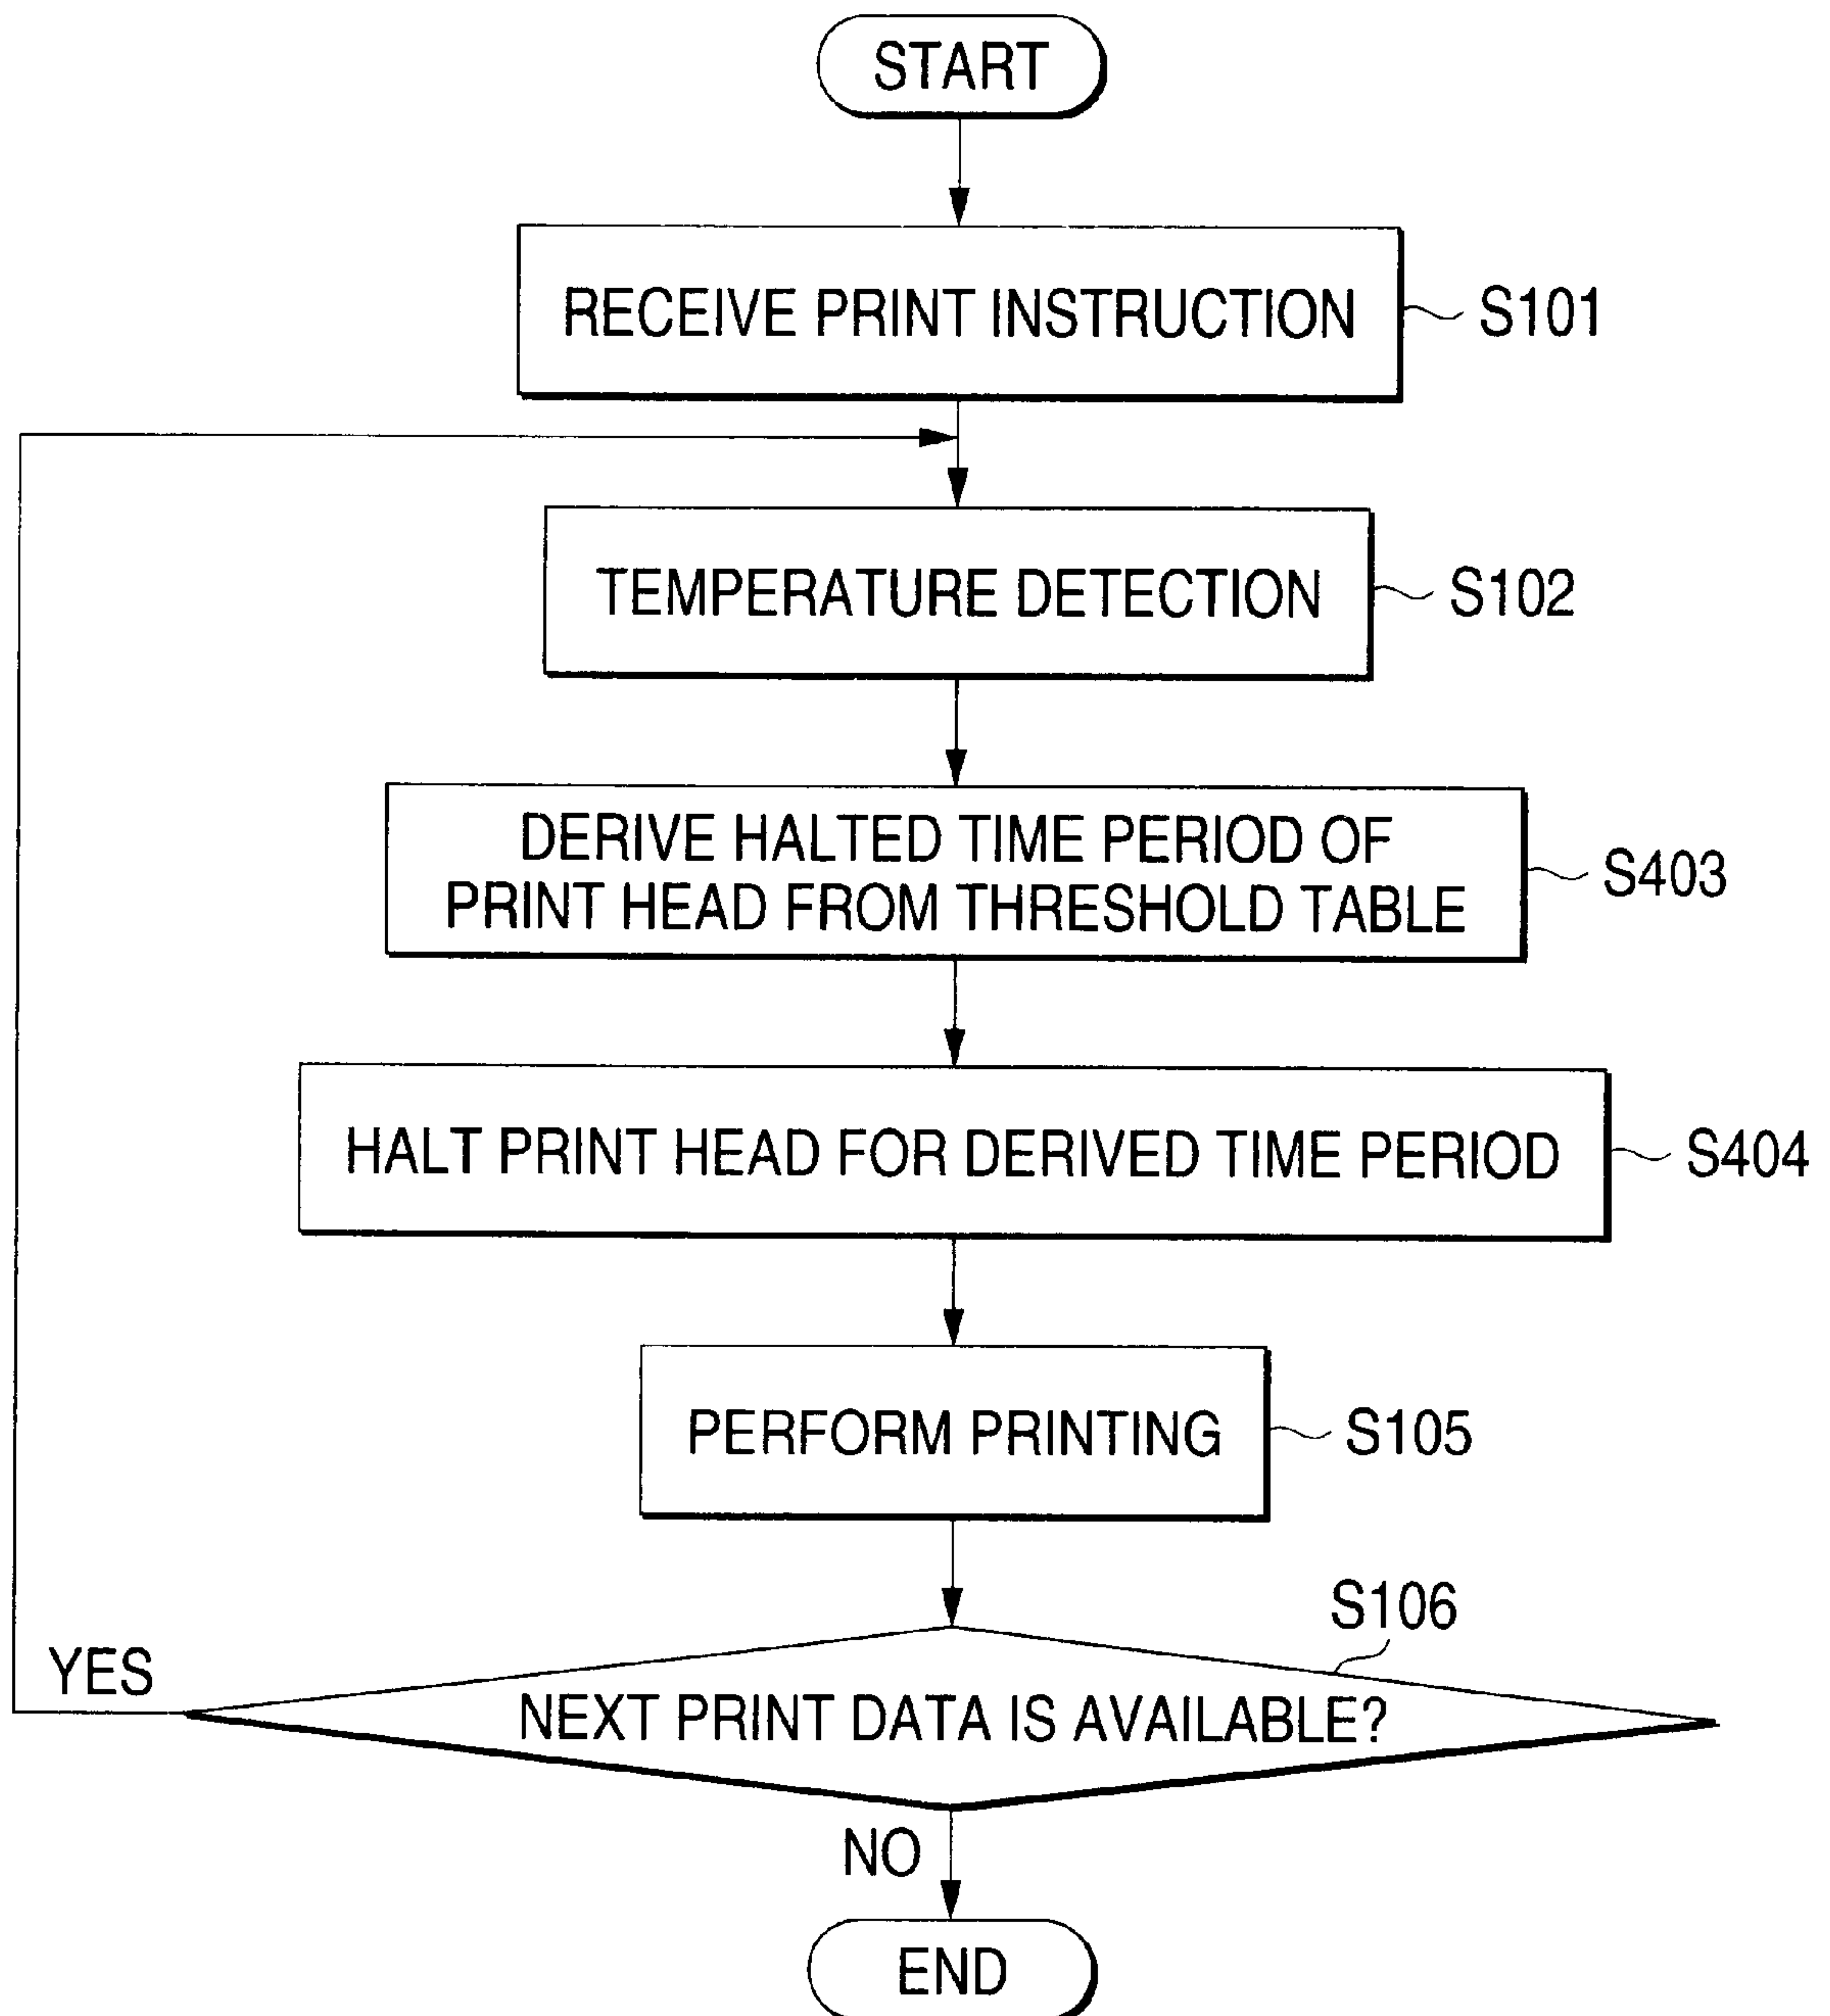 START
RECEIVE PRINT INSTRUCTION
S101
TEMPERATURE DETECTION
S102
DERIVE HALTED TIME PERIOD OF
PRINT HEAD FROM THRESHOLD TABLE
S403
HALT PRINT HEAD FOR DERIVED TIME PERIOD
S404
PERFORM PRINTING
S105
S106
YES
NEXT PRINT DATA IS AVAILABLE?
NO
END